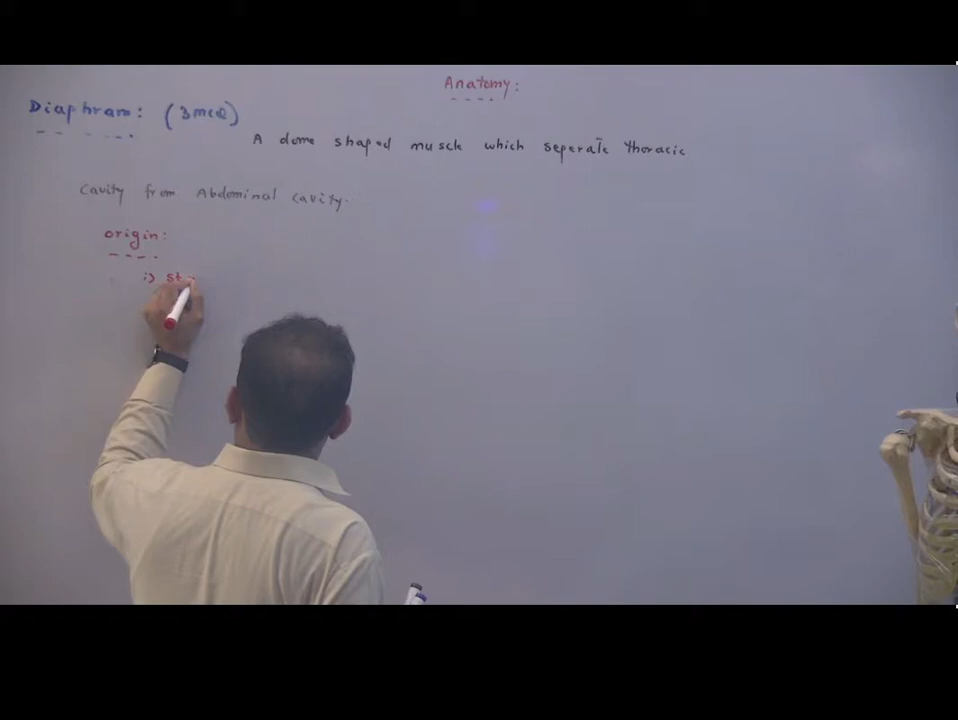 Anatomy:
Diaphram: (3mcQ)
A dome shaped muscle which seperate thoracic
Cavity from Abdominal Cavity.
origin:
i> st